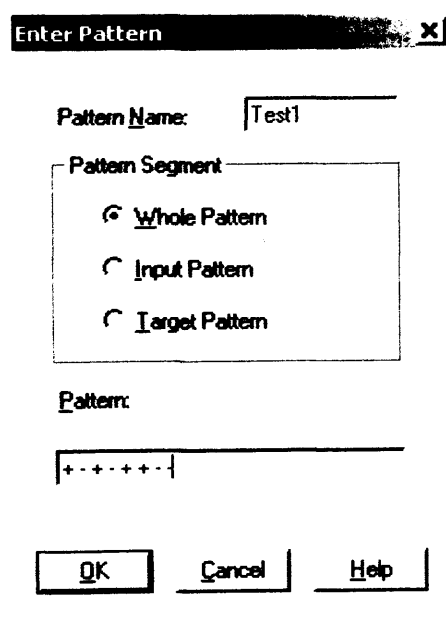 Enter Pattern
Pattern Name: Test1
Pattern Segment
Whole Pattern
Input Pattern
Target Pattern
Pattern:
+ - + - + + - -
OK Cancel Help